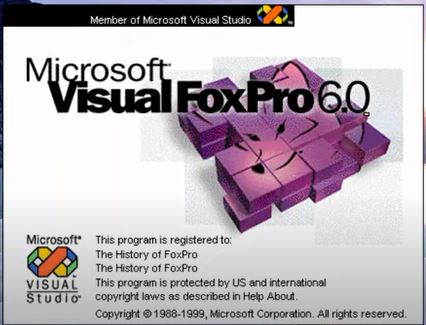 Member of Microsoft Visual Studio
Microsoft
Visual FoxPro 6.0
Microsoft
VISUAL
Studio
This program is registered to:
The History of FoxPro
The History of FoxPro
This program is protected by US and international
copyright laws as described in Help About.
Copyright © 1988-1999, Microsoft Corporation. All rights reserved.